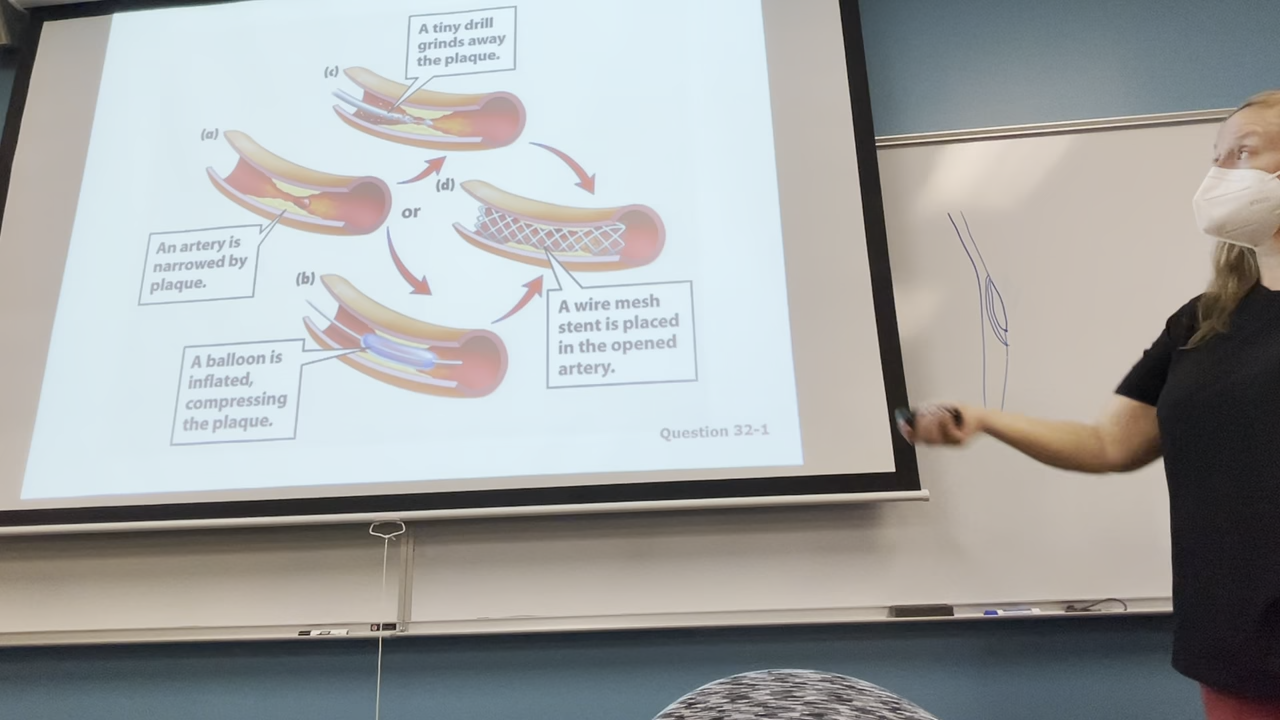 A tiny drill
grinds away
the plaque.
(c)
(a)
(d)
or
An artery is
narrowed by
plaque.
(b)
A wire mesh
stent is placed
in the opened
artery.
A balloon is
inflated,
compressing
the plaque.
Question 32-1